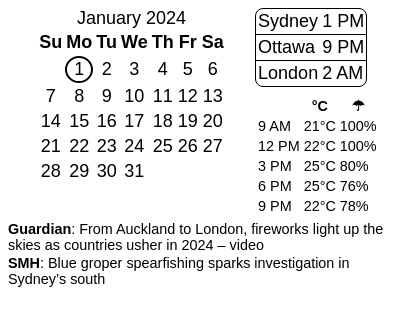 January 2024
Su Mo Tu We Th Fr Sa
1 2 3 4 5 6
7 8 9 10 11 12 13
14 15 16 17 18 19 20
21 22 23 24 25 26 27
28 29 30 31
Sydney 1 PM
Ottawa 9 PM
London 2 AM
°C ☂
9 AM 21°C 100%
12 PM 22°C 100%
3 PM 25°C 80%
6 PM 25°C 76%
9 PM 22°C 78%
Guardian: From Auckland to London, fireworks light up the
skies as countries usher in 2024 – video
SMH: Blue groper spearfishing sparks investigation in
Sydney’s south